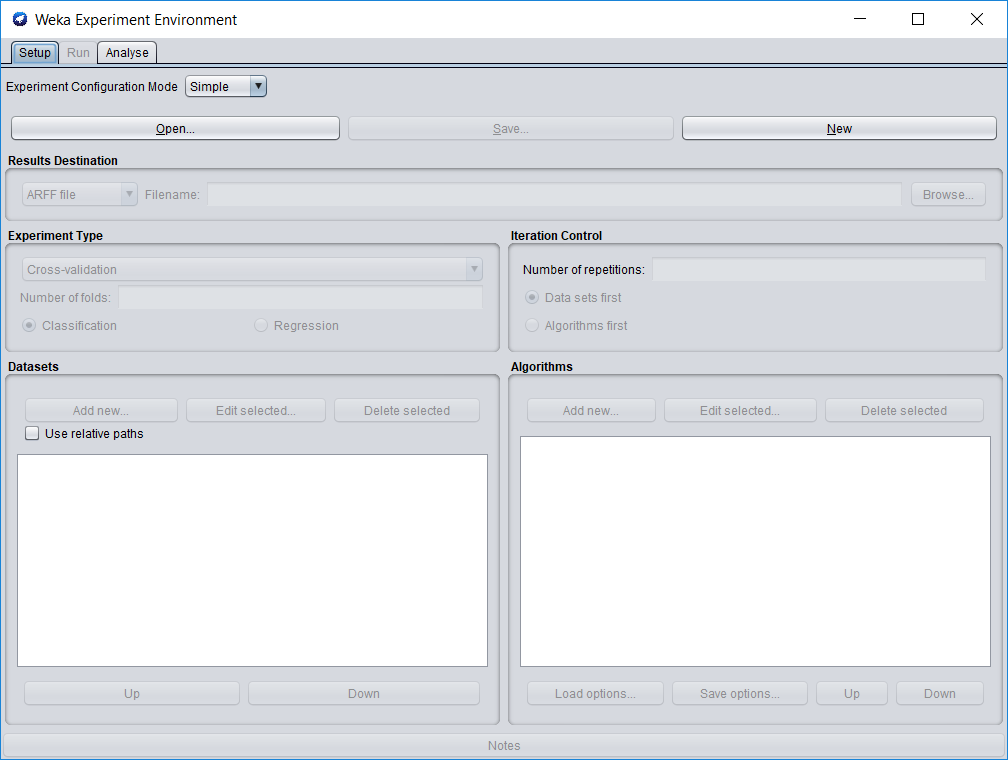 Weka Experiment Environment
Setup Run Analyse
Experiment Configuration Mode Simple
Open... Save... New
Results Destination
ARFF file Filename: Browse...
Experiment Type
Cross-validation
Number of folds:
Classification Regression
Iteration Control
Number of repetitions:
Data sets first
Algorithms first
Datasets
Add new... Edit selected... Delete selected
Use relative paths
Up Down
Algorithms
Add new... Edit selected... Delete selected
Load options... Save options... Up Down
Notes